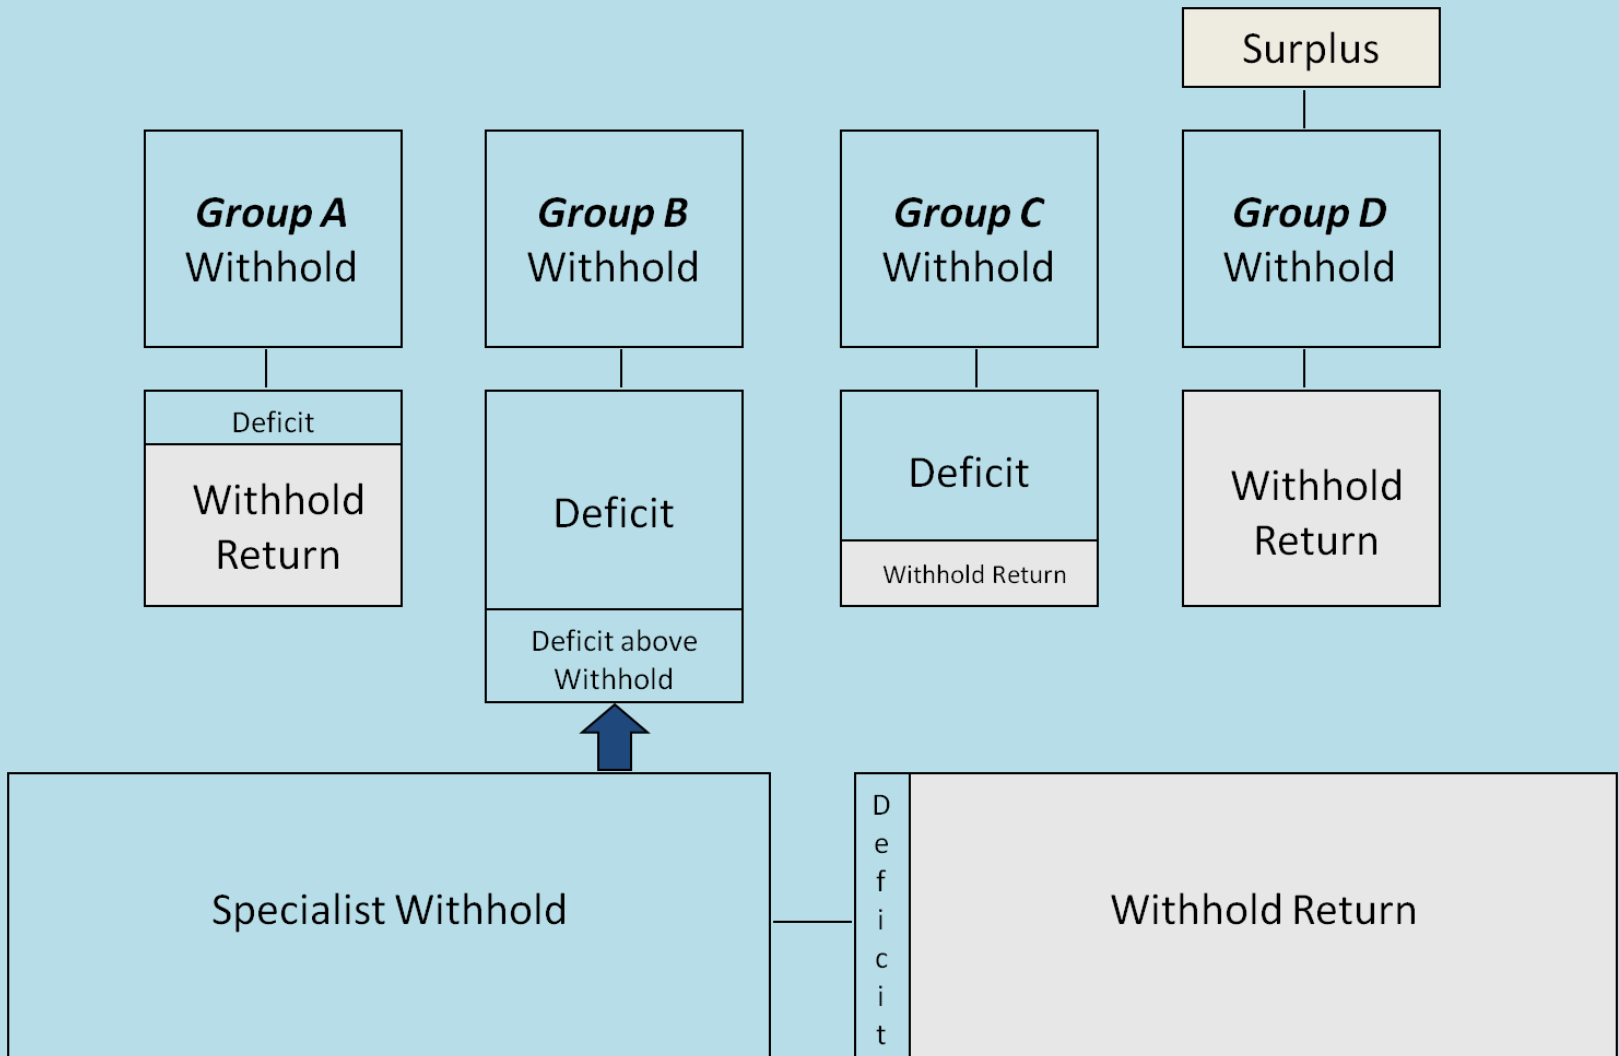 Surplus
Group A
Withhold
Group B
Withhold
Group C
Withhold
Group D
Withhold
Deficit
Withhold
Return
Deficit
Deficit above
Withhold
Deficit
Withhold Return
Withhold
Return
Specialist Withhold
Deficit
Withhold Return